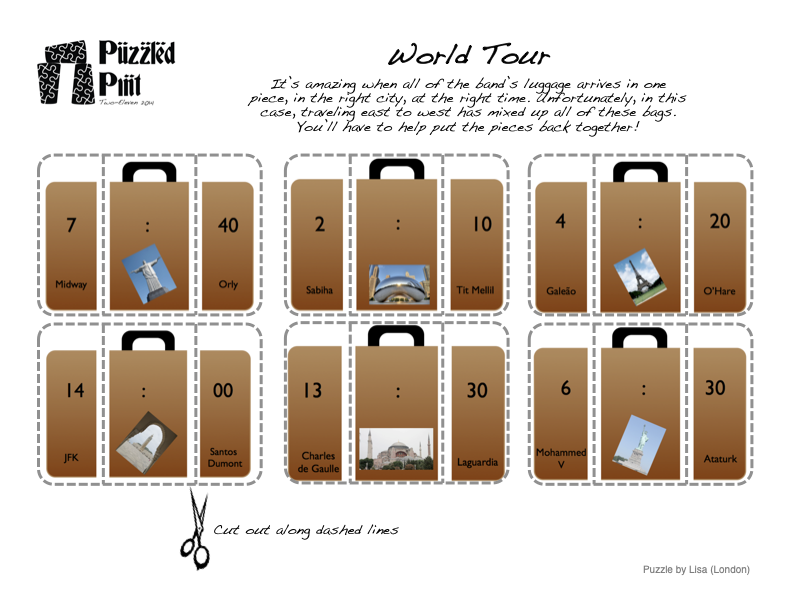 Püzzlëd
Pint
Two-Eleven 2014
World Tour
It's amazing when all of the band's luggage arrives in one
piece, in the right city, at the right time. Unfortunately, in this
case, traveling east to west has mixed up all of these bags.
You'll have to help put the pieces back together!
7 : 40
Midway Orly
2 : 10
Sabiha Tit Mellil
4 : 20
Galeão O'Hare
14 : 00
JFK Santos
Dumont
13 : 30
Charles
de Gaulle Laguardia
6 : 30
Mohammed
V Ataturk
Cut out along dashed lines
Puzzle by Lisa (London)